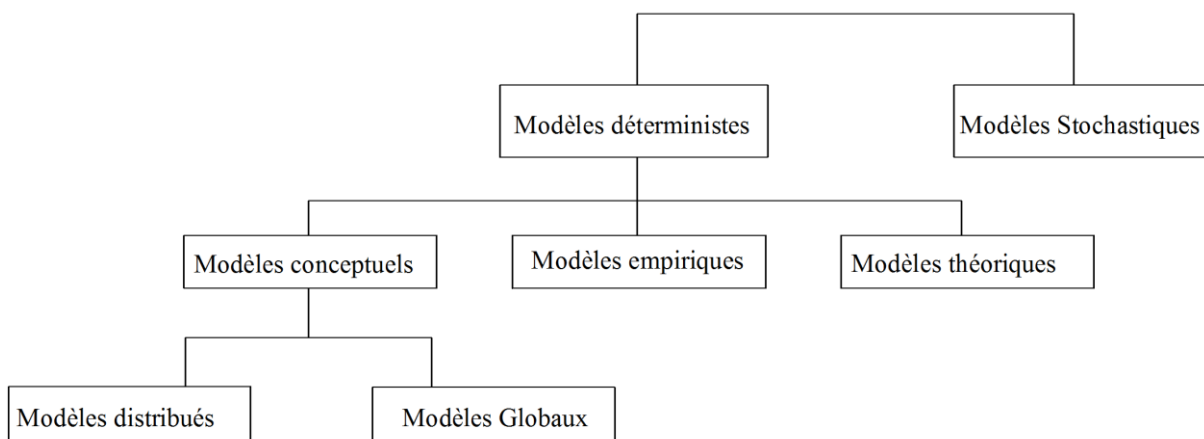 Modèles déterministes
Modèles Stochastiques
Modèles conceptuels
Modèles empiriques
Modèles théoriques
Modèles distribués
Modèles Globaux